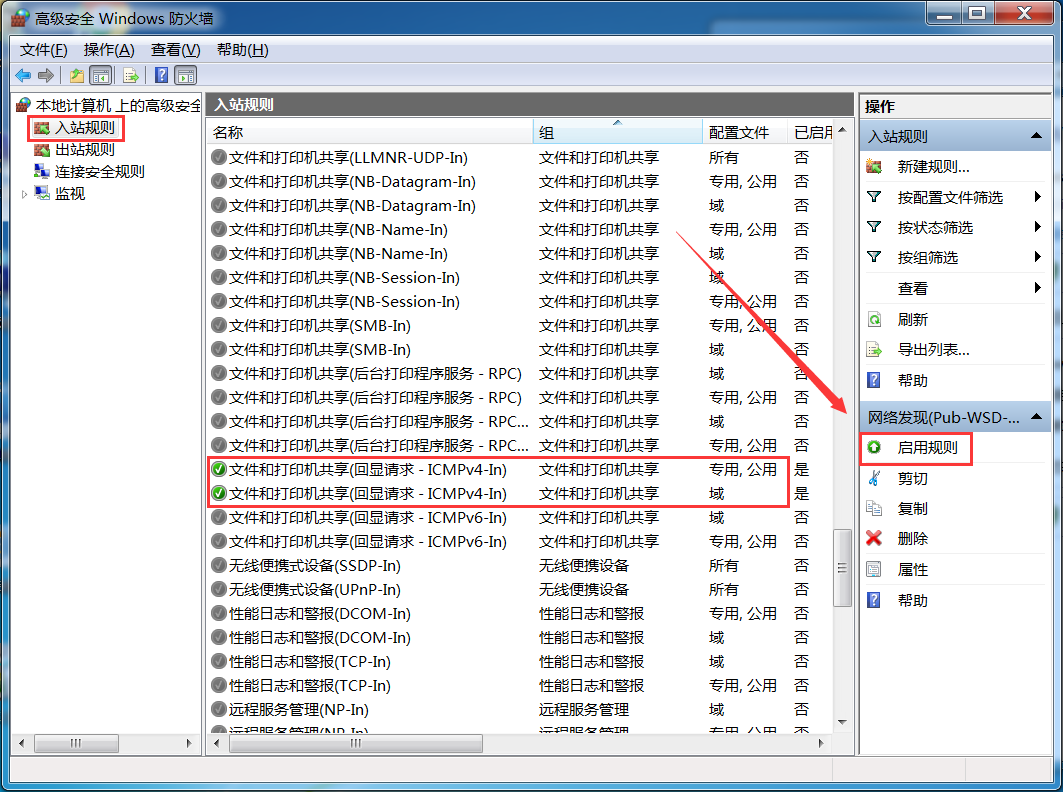 高级安全 Windows 防火墙
文件(F) 操作(A) 查看(V) 帮助(H)
本地计算机 上的高级安全
入站规则
出站规则
连接安全规则
监视
入站规则
名称 组 配置文件 已启用
文件和打印机共享(LLMNR-UDP-In) 文件和打印机共享 所有 否
文件和打印机共享(NB-Datagram-In) 文件和打印机共享 专用, 公用 否
文件和打印机共享(NB-Datagram-In) 文件和打印机共享 域 否
文件和打印机共享(NB-Name-In) 文件和打印机共享 专用, 公用 否
文件和打印机共享(NB-Name-In) 文件和打印机共享 域 否
文件和打印机共享(NB-Session-In) 文件和打印机共享 域 否
文件和打印机共享(NB-Session-In) 文件和打印机共享 专用, 公用 否
文件和打印机共享(SMB-In) 文件和打印机共享 专用, 公用 否
文件和打印机共享(SMB-In) 文件和打印机共享 域 否
文件和打印机共享(后台打印程序服务 - RPC) 文件和打印机共享 域 否
文件和打印机共享(后台打印程序服务 - RPC) 文件和打印机共享 专用, 公用 否
文件和打印机共享(后台打印程序服务 - RPC... 文件和打印机共享 域 否
文件和打印机共享(后台打印程序服务 - RPC... 文件和打印机共享 专用, 公用 否
文件和打印机共享(回显请求 - ICMPv4-In) 文件和打印机共享 专用, 公用 是
文件和打印机共享(回显请求 - ICMPv4-In) 文件和打印机共享 域 是
文件和打印机共享(回显请求 - ICMPv6-In) 文件和打印机共享 域 否
文件和打印机共享(回显请求 - ICMPv6-In) 文件和打印机共享 专用, 公用 否
无线便携式设备(SSDP-In) 无线便携设备 所有 否
无线便携式设备(UPnP-In) 无线便携设备 所有 否
性能日志和警报(DCOM-In) 性能日志和警报 专用, 公用 否
性能日志和警报(DCOM-In) 性能日志和警报 域 否
性能日志和警报(TCP-In) 性能日志和警报 域 否
性能日志和警报(TCP-In) 性能日志和警报 专用, 公用 否
远程服务管理(NP-In) 远程服务管理 域 否
远程服务管理(NP-In) 远程服务管理 专用, 公用 否
操作
入站规则
新建规则...
按配置文件筛选
按状态筛选
按组筛选
查看
刷新
导出列表...
帮助
网络发现(Pub-WSD-...
启用规则
剪切
复制
删除
属性
帮助